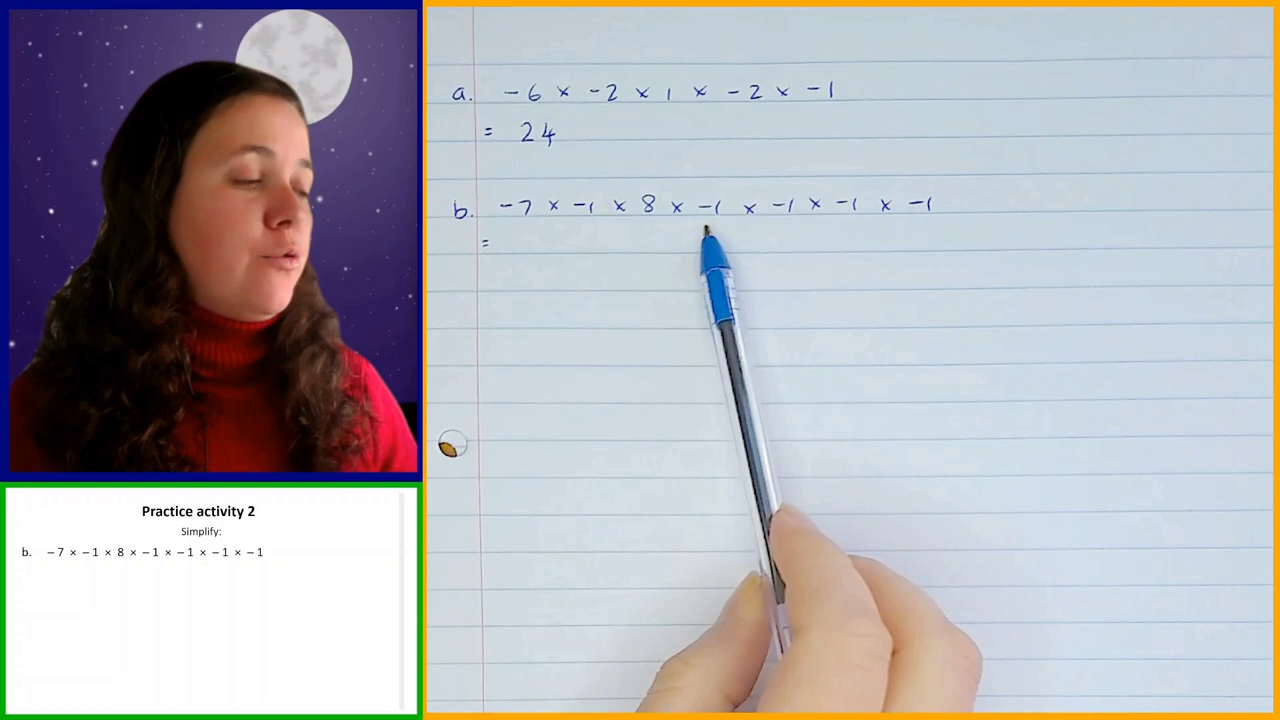 a. -6 × -2 × 1 × -2 × -1
= 24
b. -7 × -1 × 8 × -1 × -1 × -1 × -1
=
Practice activity 2
Simplify:
b. −7 × −1 × 8 × −1 × −1 × −1 × −1